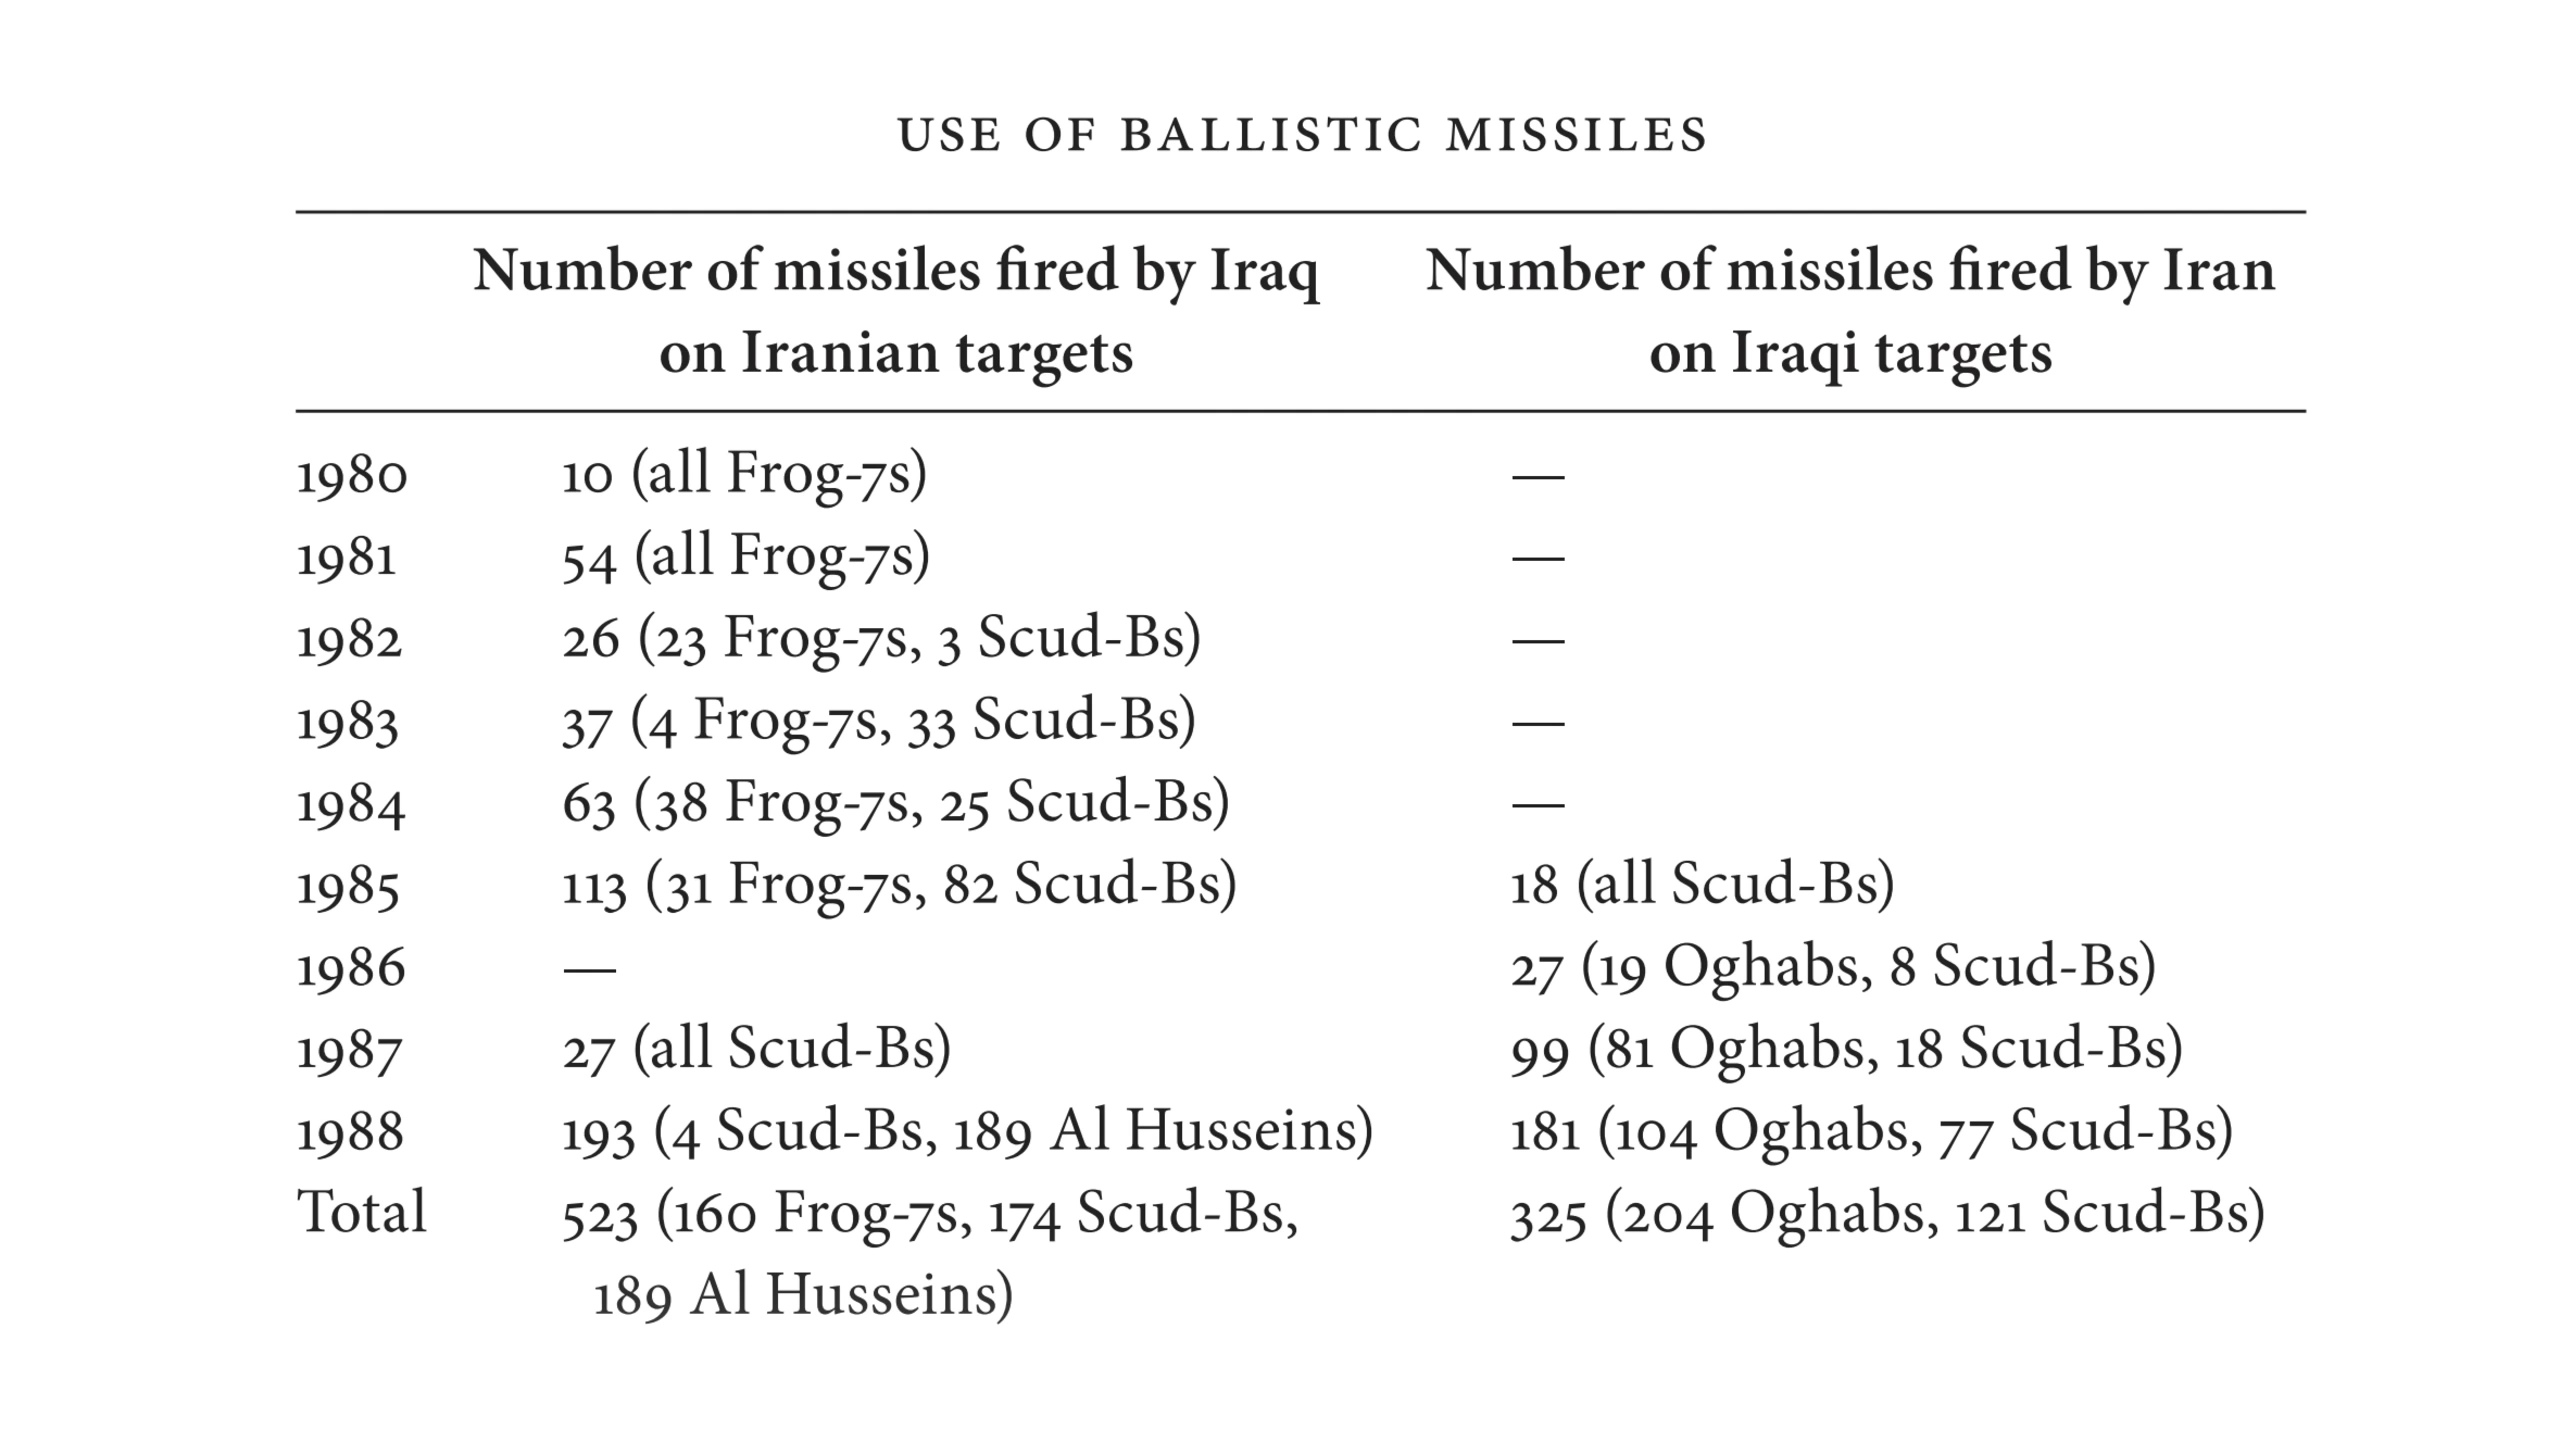 USE OF BALLISTIC MISSILES
Number of missiles fired by Iraq on Iranian targets
Number of missiles fired by Iran on Iraqi targets
1980 10 (all Frog-7s) —
1981 54 (all Frog-7s) —
1982 26 (23 Frog-7s, 3 Scud-Bs) —
1983 37 (4 Frog-7s, 33 Scud-Bs) —
1984 63 (38 Frog-7s, 25 Scud-Bs) —
1985 113 (31 Frog-7s, 82 Scud-Bs) 18 (all Scud-Bs)
1986 — 27 (19 Oghabs, 8 Scud-Bs)
1987 27 (all Scud-Bs) 99 (81 Oghabs, 18 Scud-Bs)
1988 193 (4 Scud-Bs, 189 Al Husseins) 181 (104 Oghabs, 77 Scud-Bs)
Total 523 (160 Frog-7s, 174 Scud-Bs, 325 (204 Oghabs, 121 Scud-Bs)
189 Al Husseins)